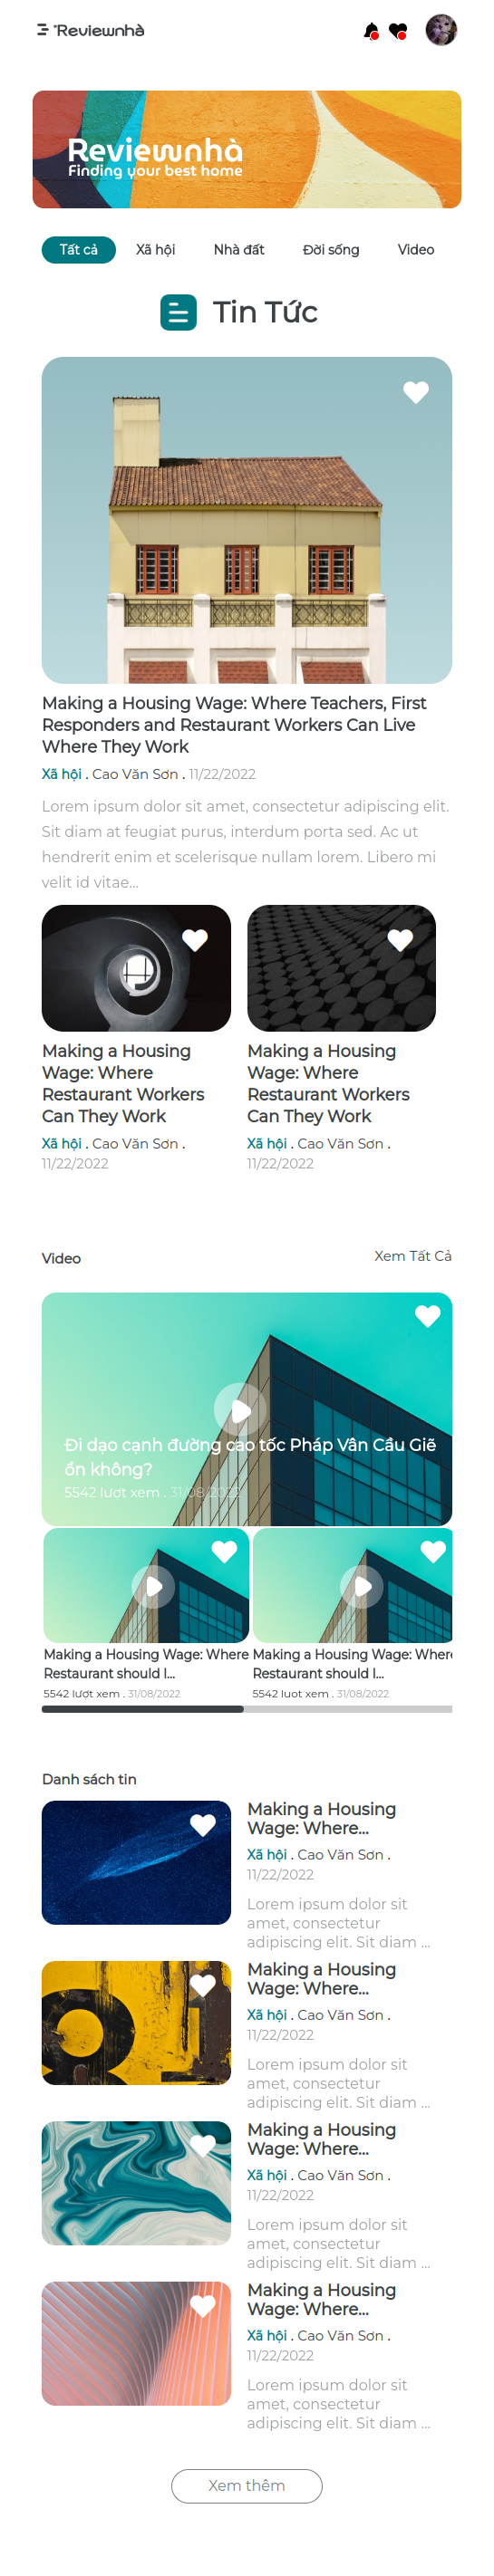 Reviewnhà
Reviewnhà
Finding your best home
Tất cả Xã hội Nhà đất Đời sống Video
Tin Tức
Making a Housing Wage: Where Teachers, First
Responders and Restaurant Workers Can Live
Where They Work
Xã hội . Cao Văn Sơn . 11/22/2022
Lorem ipsum dolor sit amet, consectetur adipiscing elit.
Sit diam at feugiat purus, interdum porta sed. Ac ut
hendrerit enim et scelerisque nullam lorem. Libero mi
velit id vitae...
Making a Housing
Wage: Where
Restaurant Workers
Can They Work
Xã hội . Cao Văn Sơn .
11/22/2022
Making a Housing
Wage: Where
Restaurant Workers
Can They Work
Xã hội . Cao Văn Sơn .
11/22/2022
Video
Xem Tất Cả
Đi dạo cạnh đường cao tốc Pháp Vân Cầu Giẽ
ổn không?
5542 lượt xem . 31/08/2022
Making a Housing Wage: Where
Restaurant should I...
5542 lượt xem . 31/08/2022
Making a Housing Wage: Where
Restaurant should I...
5542 luot xem . 31/08/2022
Danh sách tin
Making a Housing
Wage: Where...
Xã hội . Cao Văn Sơn .
11/22/2022
Lorem ipsum dolor sit
amet, consectetur
adipiscing elit. Sit diam ...
Making a Housing
Wage: Where...
Xã hội . Cao Văn Sơn .
11/22/2022
Lorem ipsum dolor sit
amet, consectetur
adipiscing elit. Sit diam ...
Making a Housing
Wage: Where...
Xã hội . Cao Văn Sơn .
11/22/2022
Lorem ipsum dolor sit
amet, consectetur
adipiscing elit. Sit diam ...
Making a Housing
Wage: Where...
Xã hội . Cao Văn Sơn .
11/22/2022
Lorem ipsum dolor sit
amet, consectetur
adipiscing elit. Sit diam ...
Xem thêm